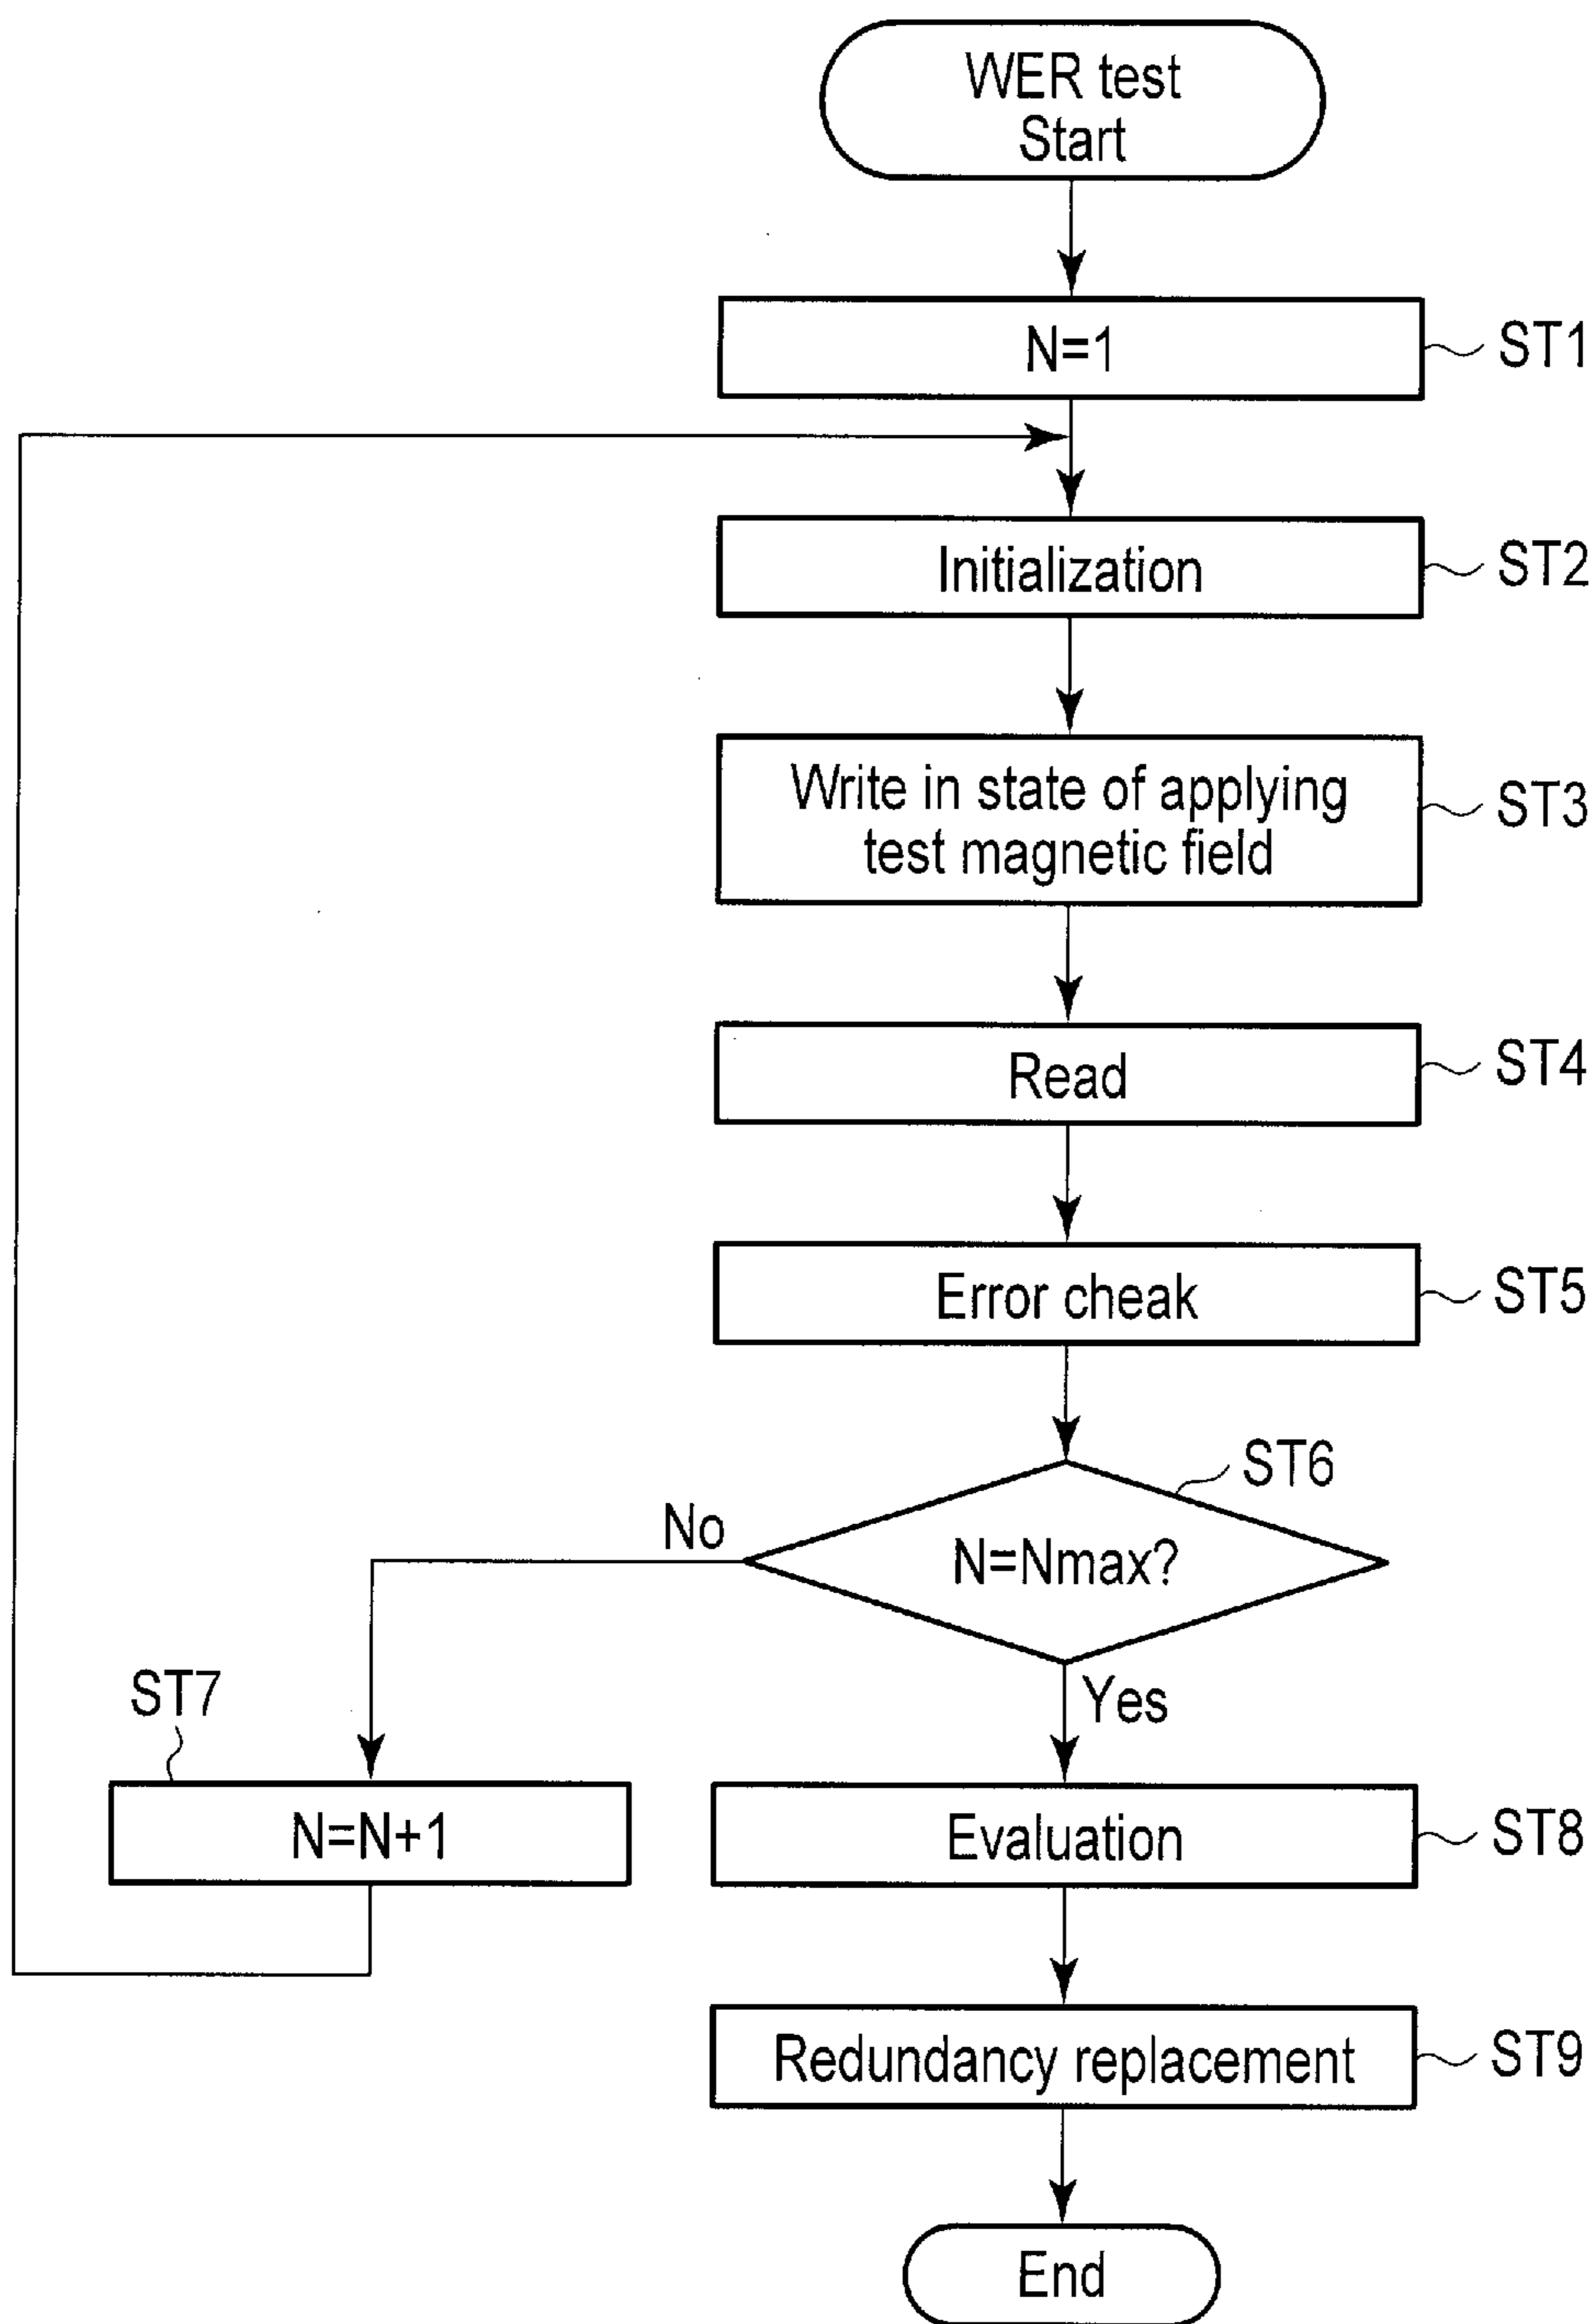 WER test
Start
N=1
ST1
Initialization
ST2
Write in state of applying
test magnetic field
ST3
Read
ST4
Error cheak
ST5
ST6
N=Nmax?
No
Yes
ST7
N=N+1
Evaluation
ST8
Redundancy replacement
ST9
End